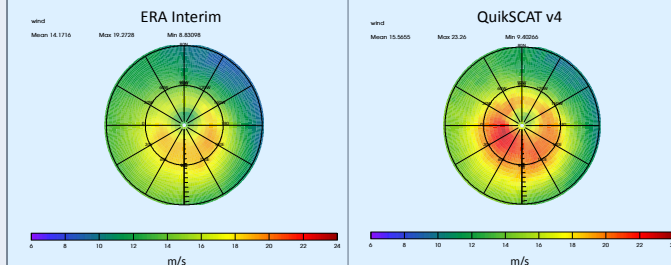 ERA Interim
wind
Mean 14.1716 Max 19.2728 Min 8.83098
6 8 10 12 14 16 18 20 22 24
m/s
QuikSCAT v4
wind
Mean 15.5655 Max 23.26 Min 9.40266
6 8 10 12 14 16 18 20 22
m/s